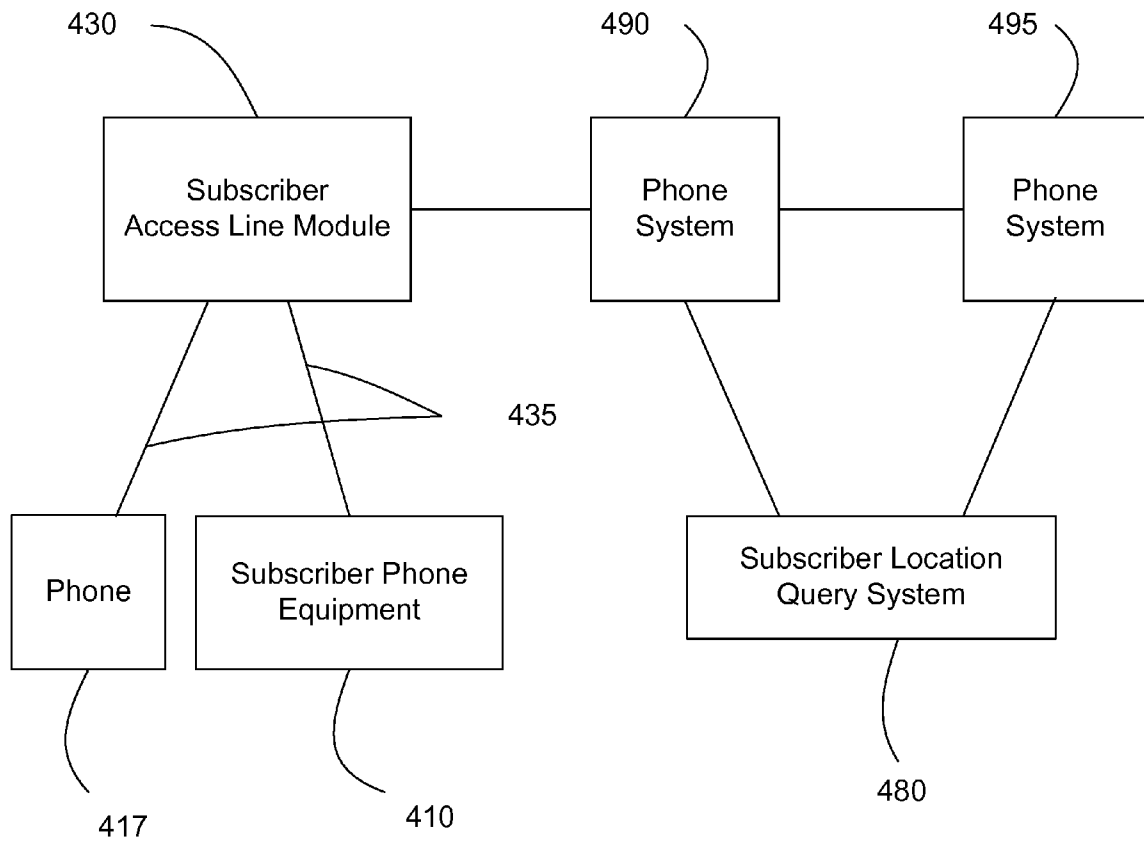 430
490
495
Subscriber
Access Line Module
Phone
System
Phone
System
435
Phone
Subscriber Phone
Equipment
Subscriber Location
Query System
417
410
480